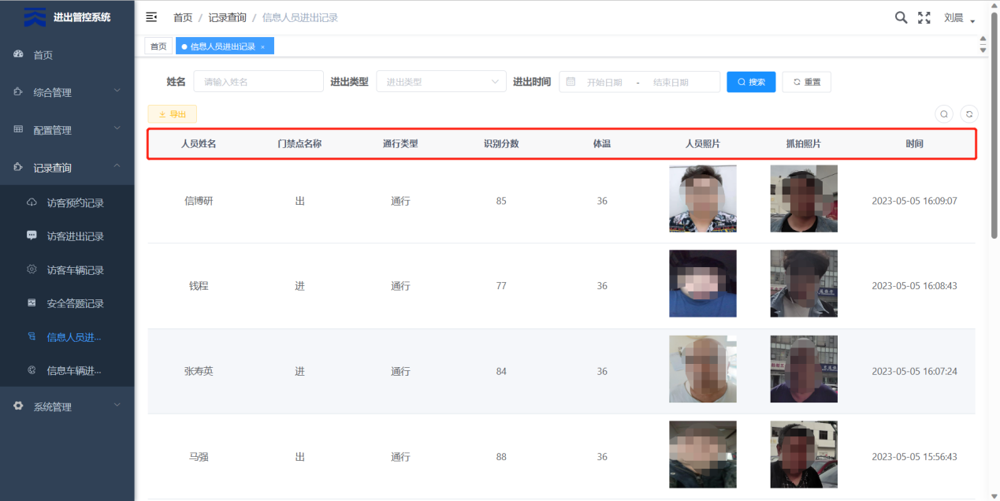 进出管控系统
首页 / 记录查询 / 信息人员进出记录
刘晨
首页
信息人员进出记录 ×
首页
综合管理
配置管理
记录查询
访客预约记录
访客进出记录
访客车辆记录
安全答题记录
信息人员进...
信息车辆进...
系统管理
姓名 请输入姓名 进出类型 进出类型 进出时间 开始日期 - 结束日期 搜索 重置
导出
人员姓名 门禁点名称 通行类型 识别分数 体温 人员照片 抓拍照片 时间
信博研 出 通行 85 36 2023-05-05 16:09:07
钱程 进 通行 77 36 2023-05-05 16:08:43
张寿英 进 通行 84 36 2023-05-05 16:07:24
马强 出 通行 88 36 2023-05-05 15:56:43